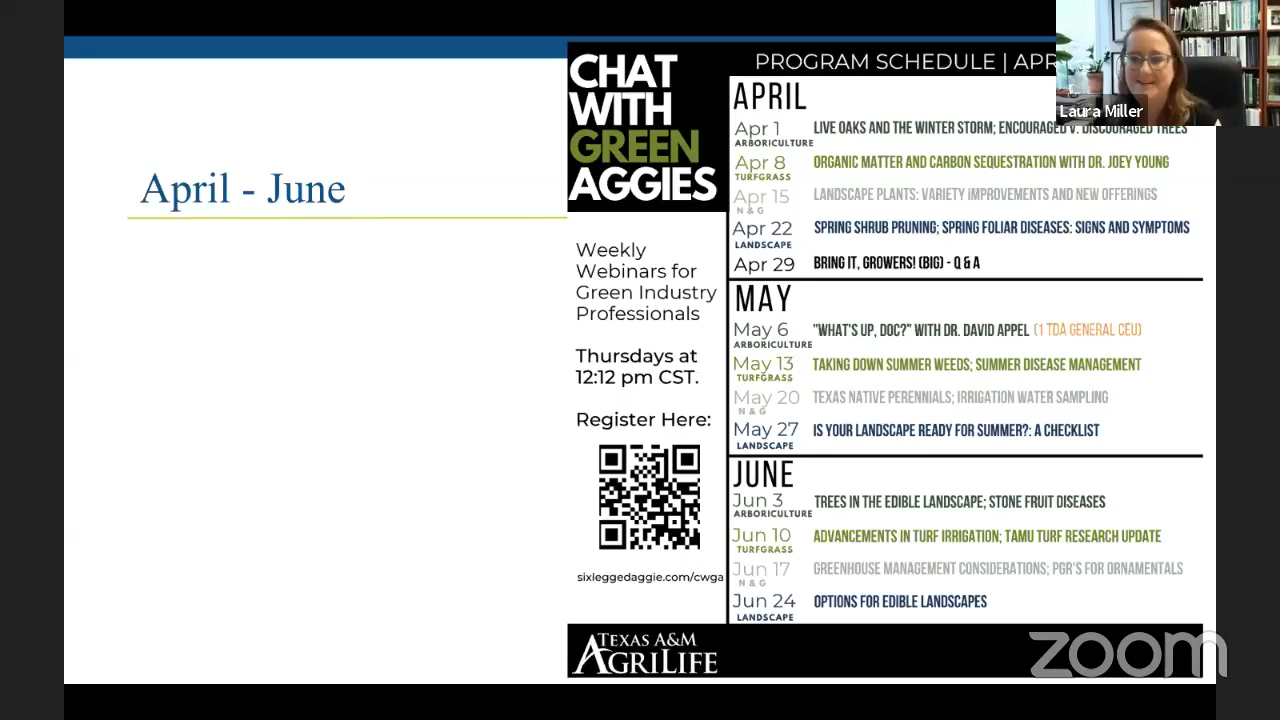 April - June
CHAT
WITH
GREEN
AGGIES
Weekly
Webinars for
Green Industry
Professionals
Thursdays at
12:12 pm CST.
Register Here:
sixleggedaggie.com/cwga
TEXAS A&M
AGRILIFE
PROGRAM SCHEDULE | APR
APRIL
Apr 1 LIVE OAKS AND THE WINTER STORM; ENCOURAGED V. DISCOURAGED TREES
ARBORICULTURE
Apr 8 ORGANIC MATTER AND CARBON SEQUESTRATION WITH DR. JOEY YOUNG
TURFGRASS
Apr 15 LANDSCAPE PLANTS: VARIETY IMPROVEMENTS AND NEW OFFERINGS
N & G
Apr 22 SPRING SHRUB PRUNING; SPRING FOLIAR DISEASES: SIGNS AND SYMPTOMS
LANDSCAPE
Apr 29 BRING IT, GROWERS! (BIG) - Q & A
MAY
May 6 "WHAT'S UP, DOC?" WITH DR. DAVID APPEL (1 TDA GENERAL CEU)
ARBORICULTURE
May 13 TAKING DOWN SUMMER WEEDS; SUMMER DISEASE MANAGEMENT
TURFGRASS
May 20 TEXAS NATIVE PERENNIALS; IRRIGATION WATER SAMPLING
N & G
May 27 IS YOUR LANDSCAPE READY FOR SUMMER?: A CHECKLIST
LANDSCAPE
JUNE
Jun 3 TREES IN THE EDIBLE LANDSCAPE; STONE FRUIT DISEASES
ARBORICULTURE
Jun 10 ADVANCEMENTS IN TURF IRRIGATION; TAMU TURF RESEARCH UPDATE
TURFGRASS
Jun 17 GREENHOUSE MANAGEMENT CONSIDERATIONS; PGR'S FOR ORNAMENTALS
N & G
Jun 24 OPTIONS FOR EDIBLE LANDSCAPES
LANDSCAPE
Laura Miller
zoom